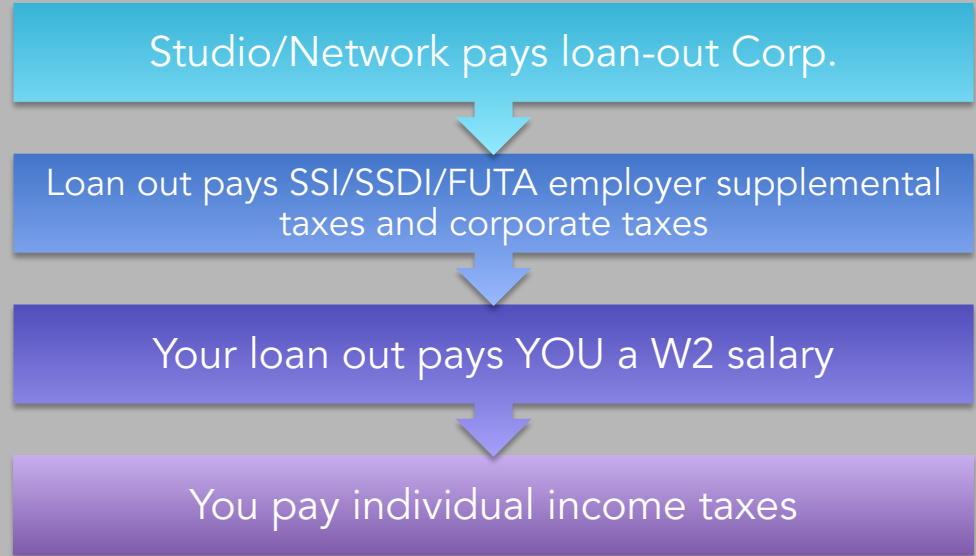 Studio/Network pays loan-out Corp.
Loan out pays SSI/SSDI/FUTA employer supplemental
taxes and corporate taxes
Your loan out pays YOU a W2 salary
You pay individual income taxes